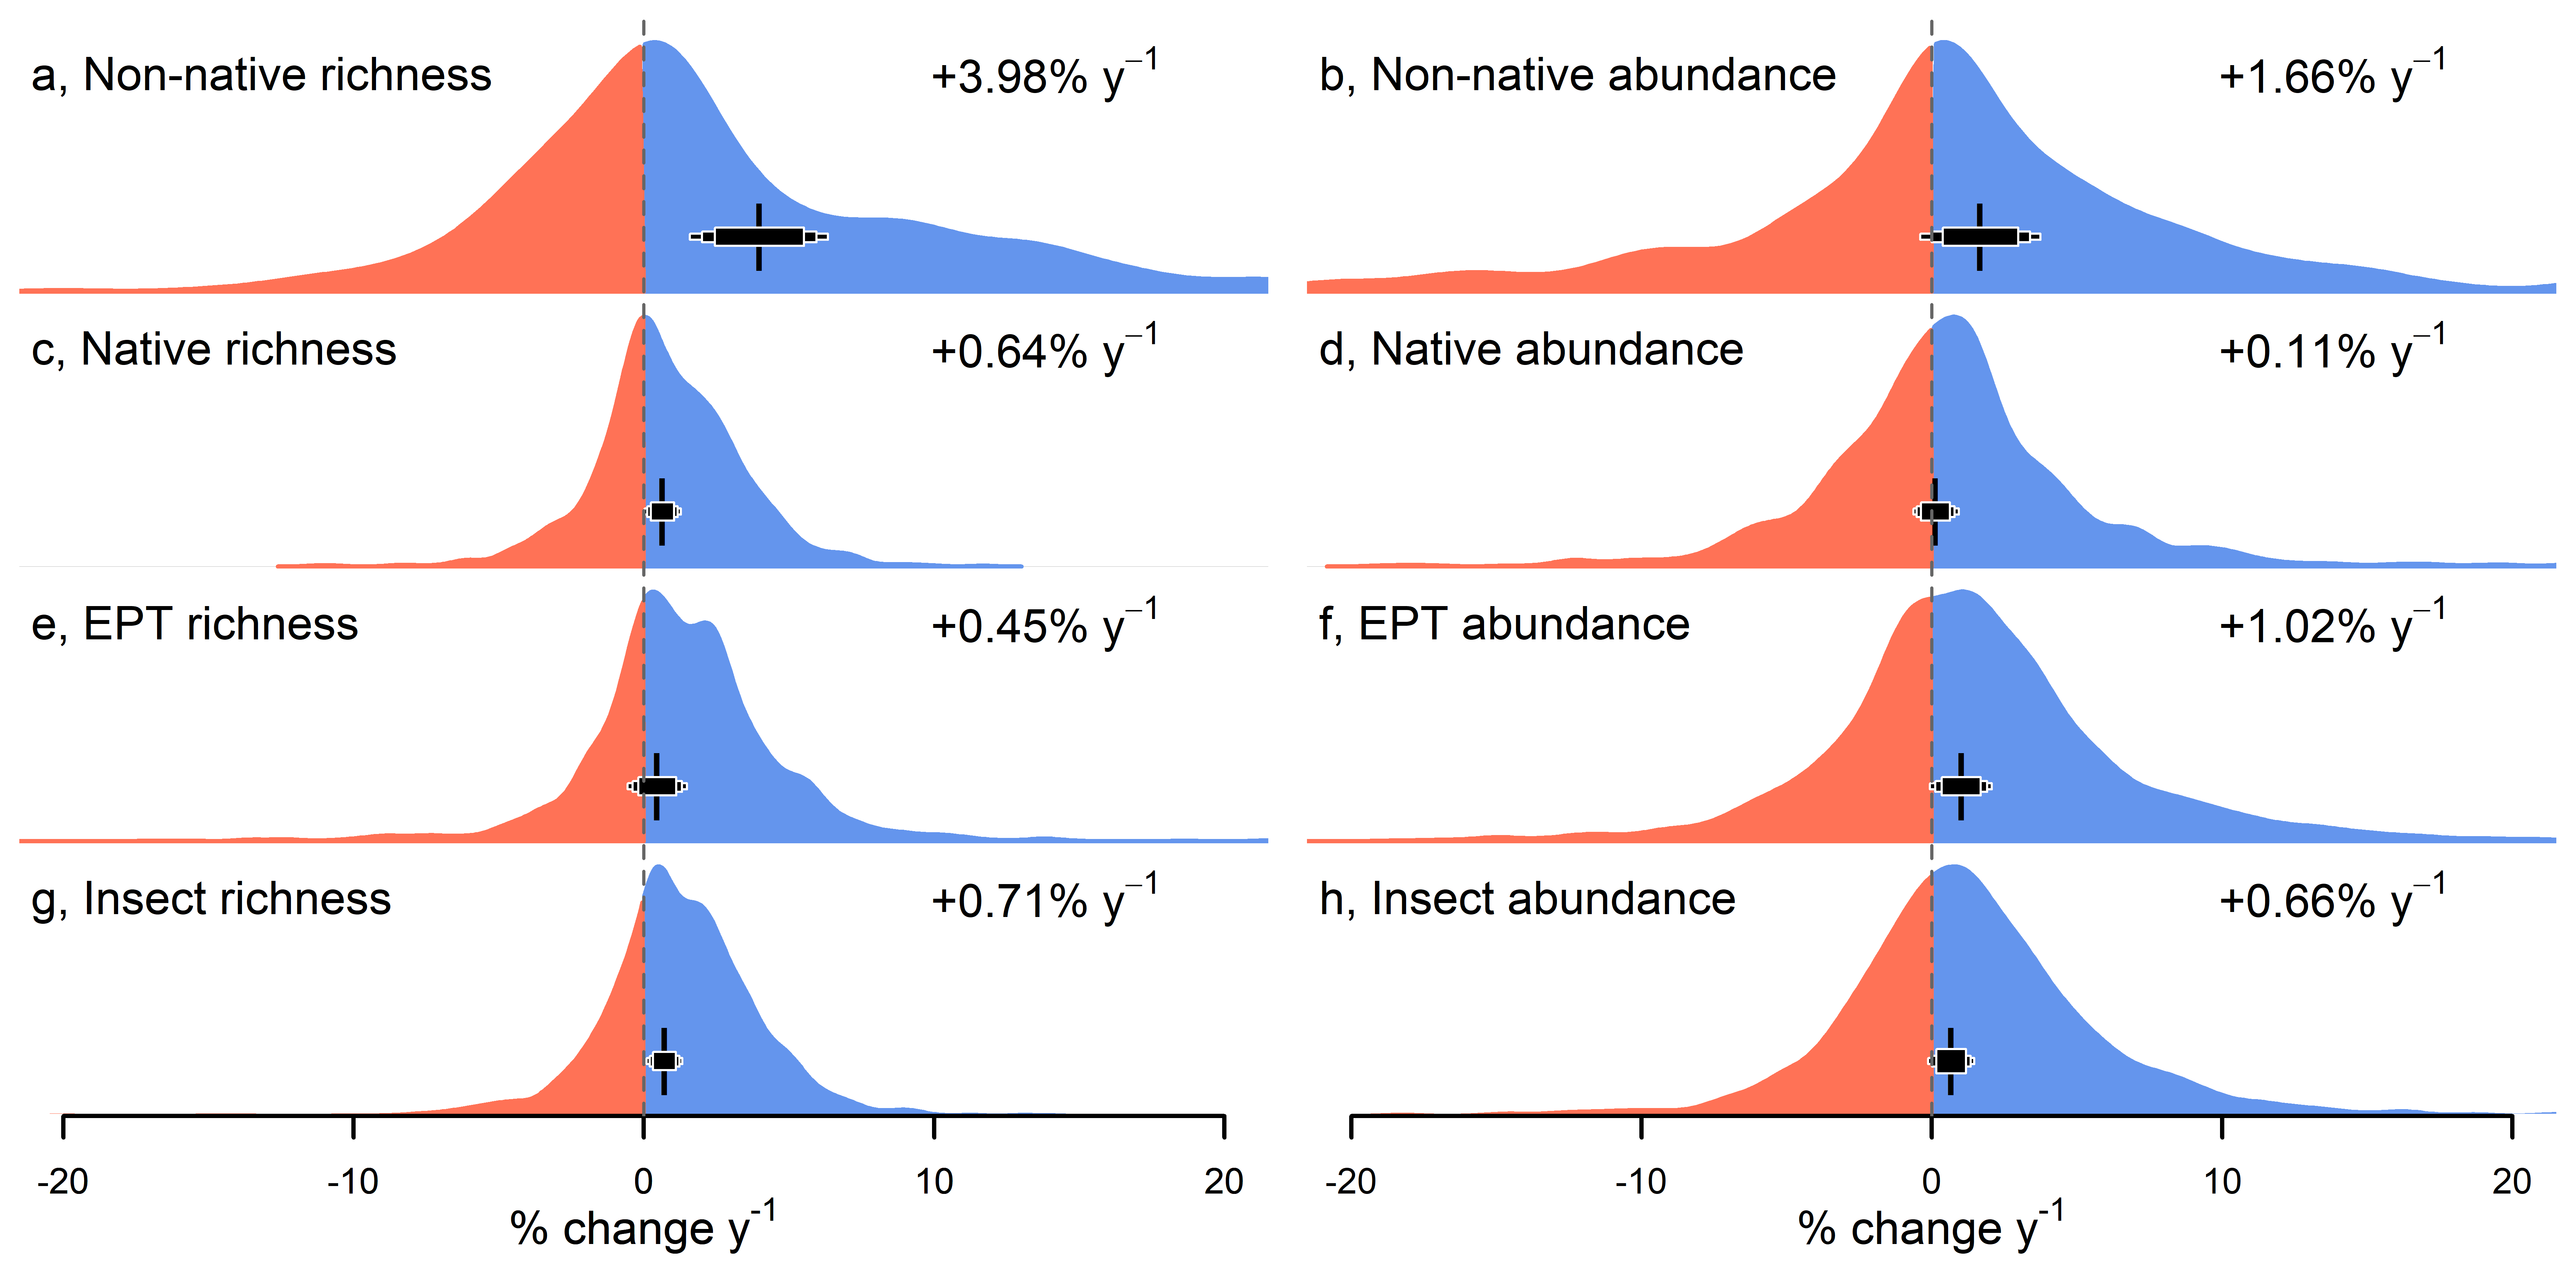 a, Non-native richness +3.98% y⁻¹
b, Non-native abundance +1.66% y⁻¹
c, Native richness +0.64% y⁻¹
d, Native abundance +0.11% y⁻¹
e, EPT richness +0.45% y⁻¹
f, EPT abundance +1.02% y⁻¹
g, Insect richness +0.71% y⁻¹
h, Insect abundance +0.66% y⁻¹
-20 -10 0 10 20
% change y⁻¹
-20 -10 0 10 20
% change y⁻¹